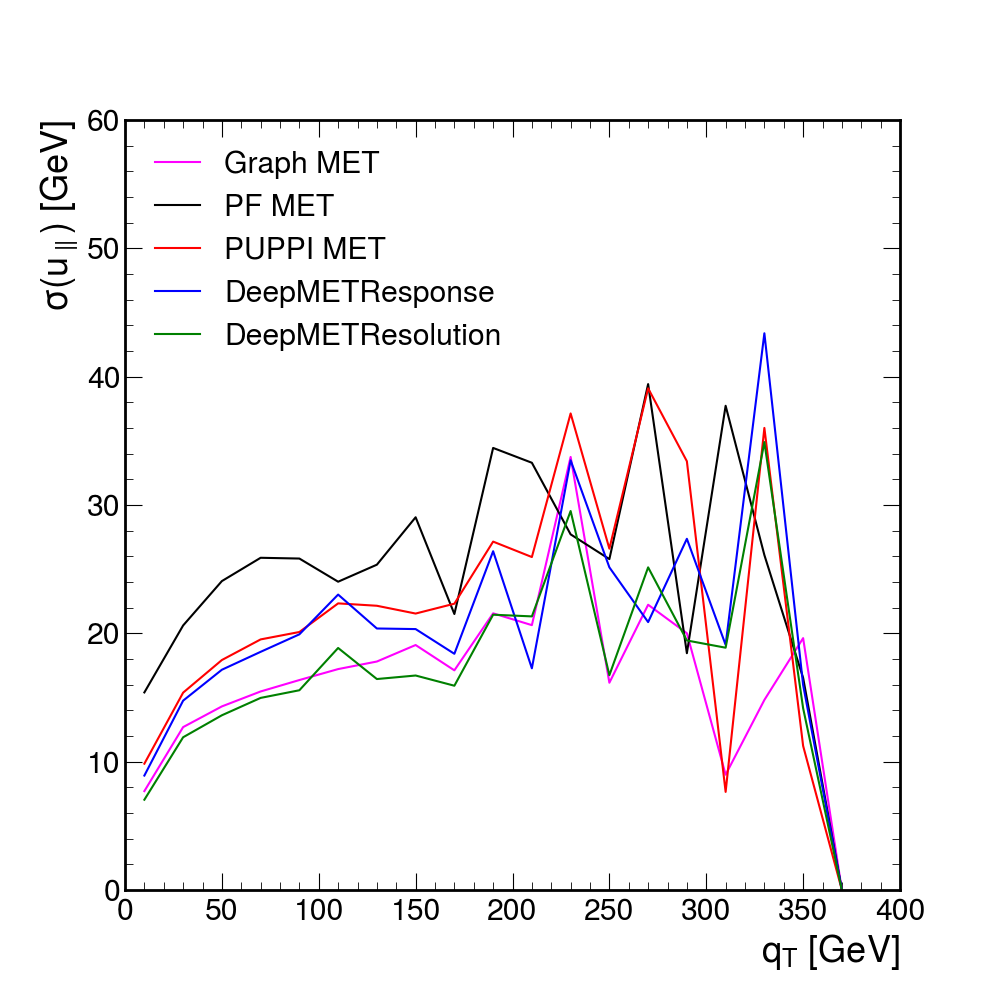 σ(u∥) [GeV]
60
50
40
30
20
10
0
Graph MET
PF MET
PUPPI MET
DeepMETResponse
DeepMETResolution
0 50 100 150 200 250 300 350 400
qT [GeV]